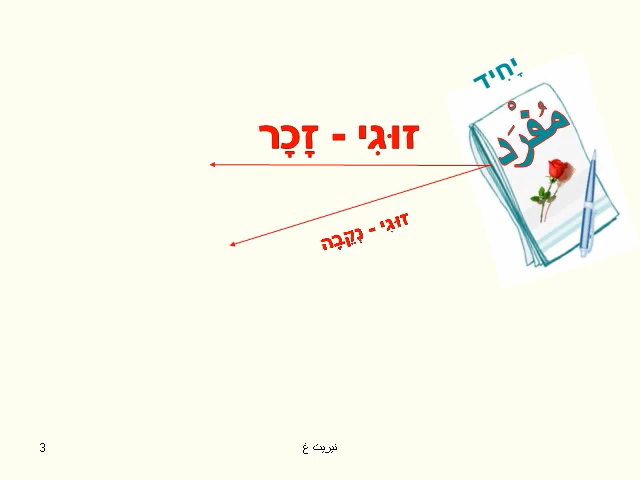 יָחִיד
مُفْرَد
זוּגִי - זָכָר
זוּגִי - נְקֵבָה
نيريت غ
3